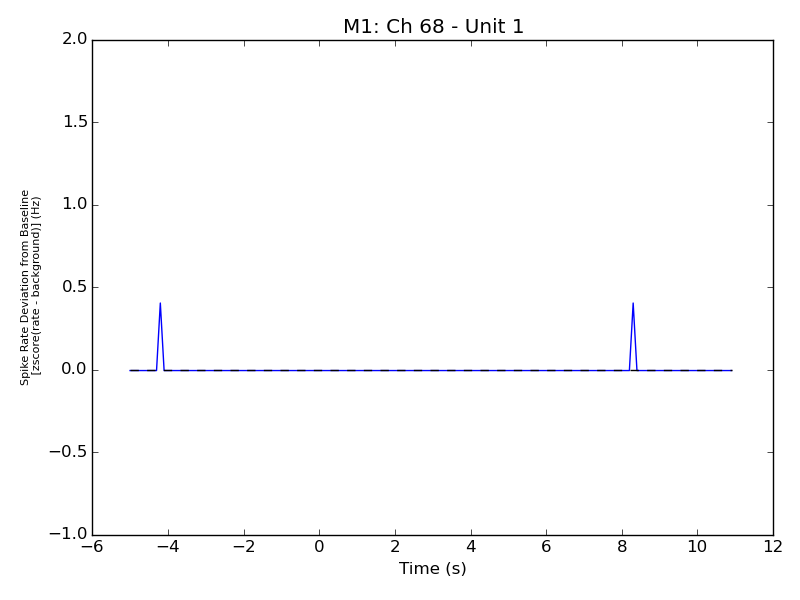 M1: Ch 68 - Unit 1
2.0
1.5
1.0
0.5
0.0
−0.5
−1.0
Spike Rate Deviation from Baseline
[zscore(rate - background)] (Hz)
−6 −4 −2 0 2 4 6 8 10 12
Time (s)